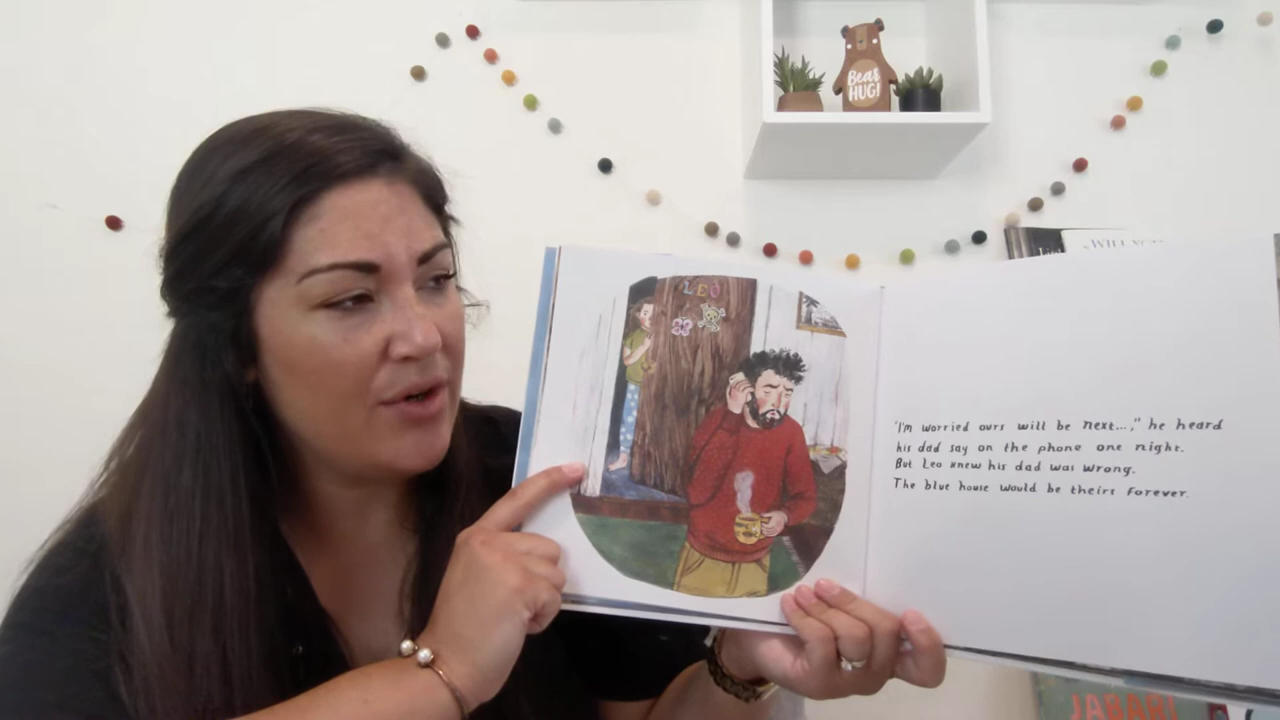 Bear
HUG!
LEO
"I'm worried ours will be next...," he heard
his dad say on the phone one night.
But Leo knew his dad was wrong.
The blue house would be theirs forever.
JABARI